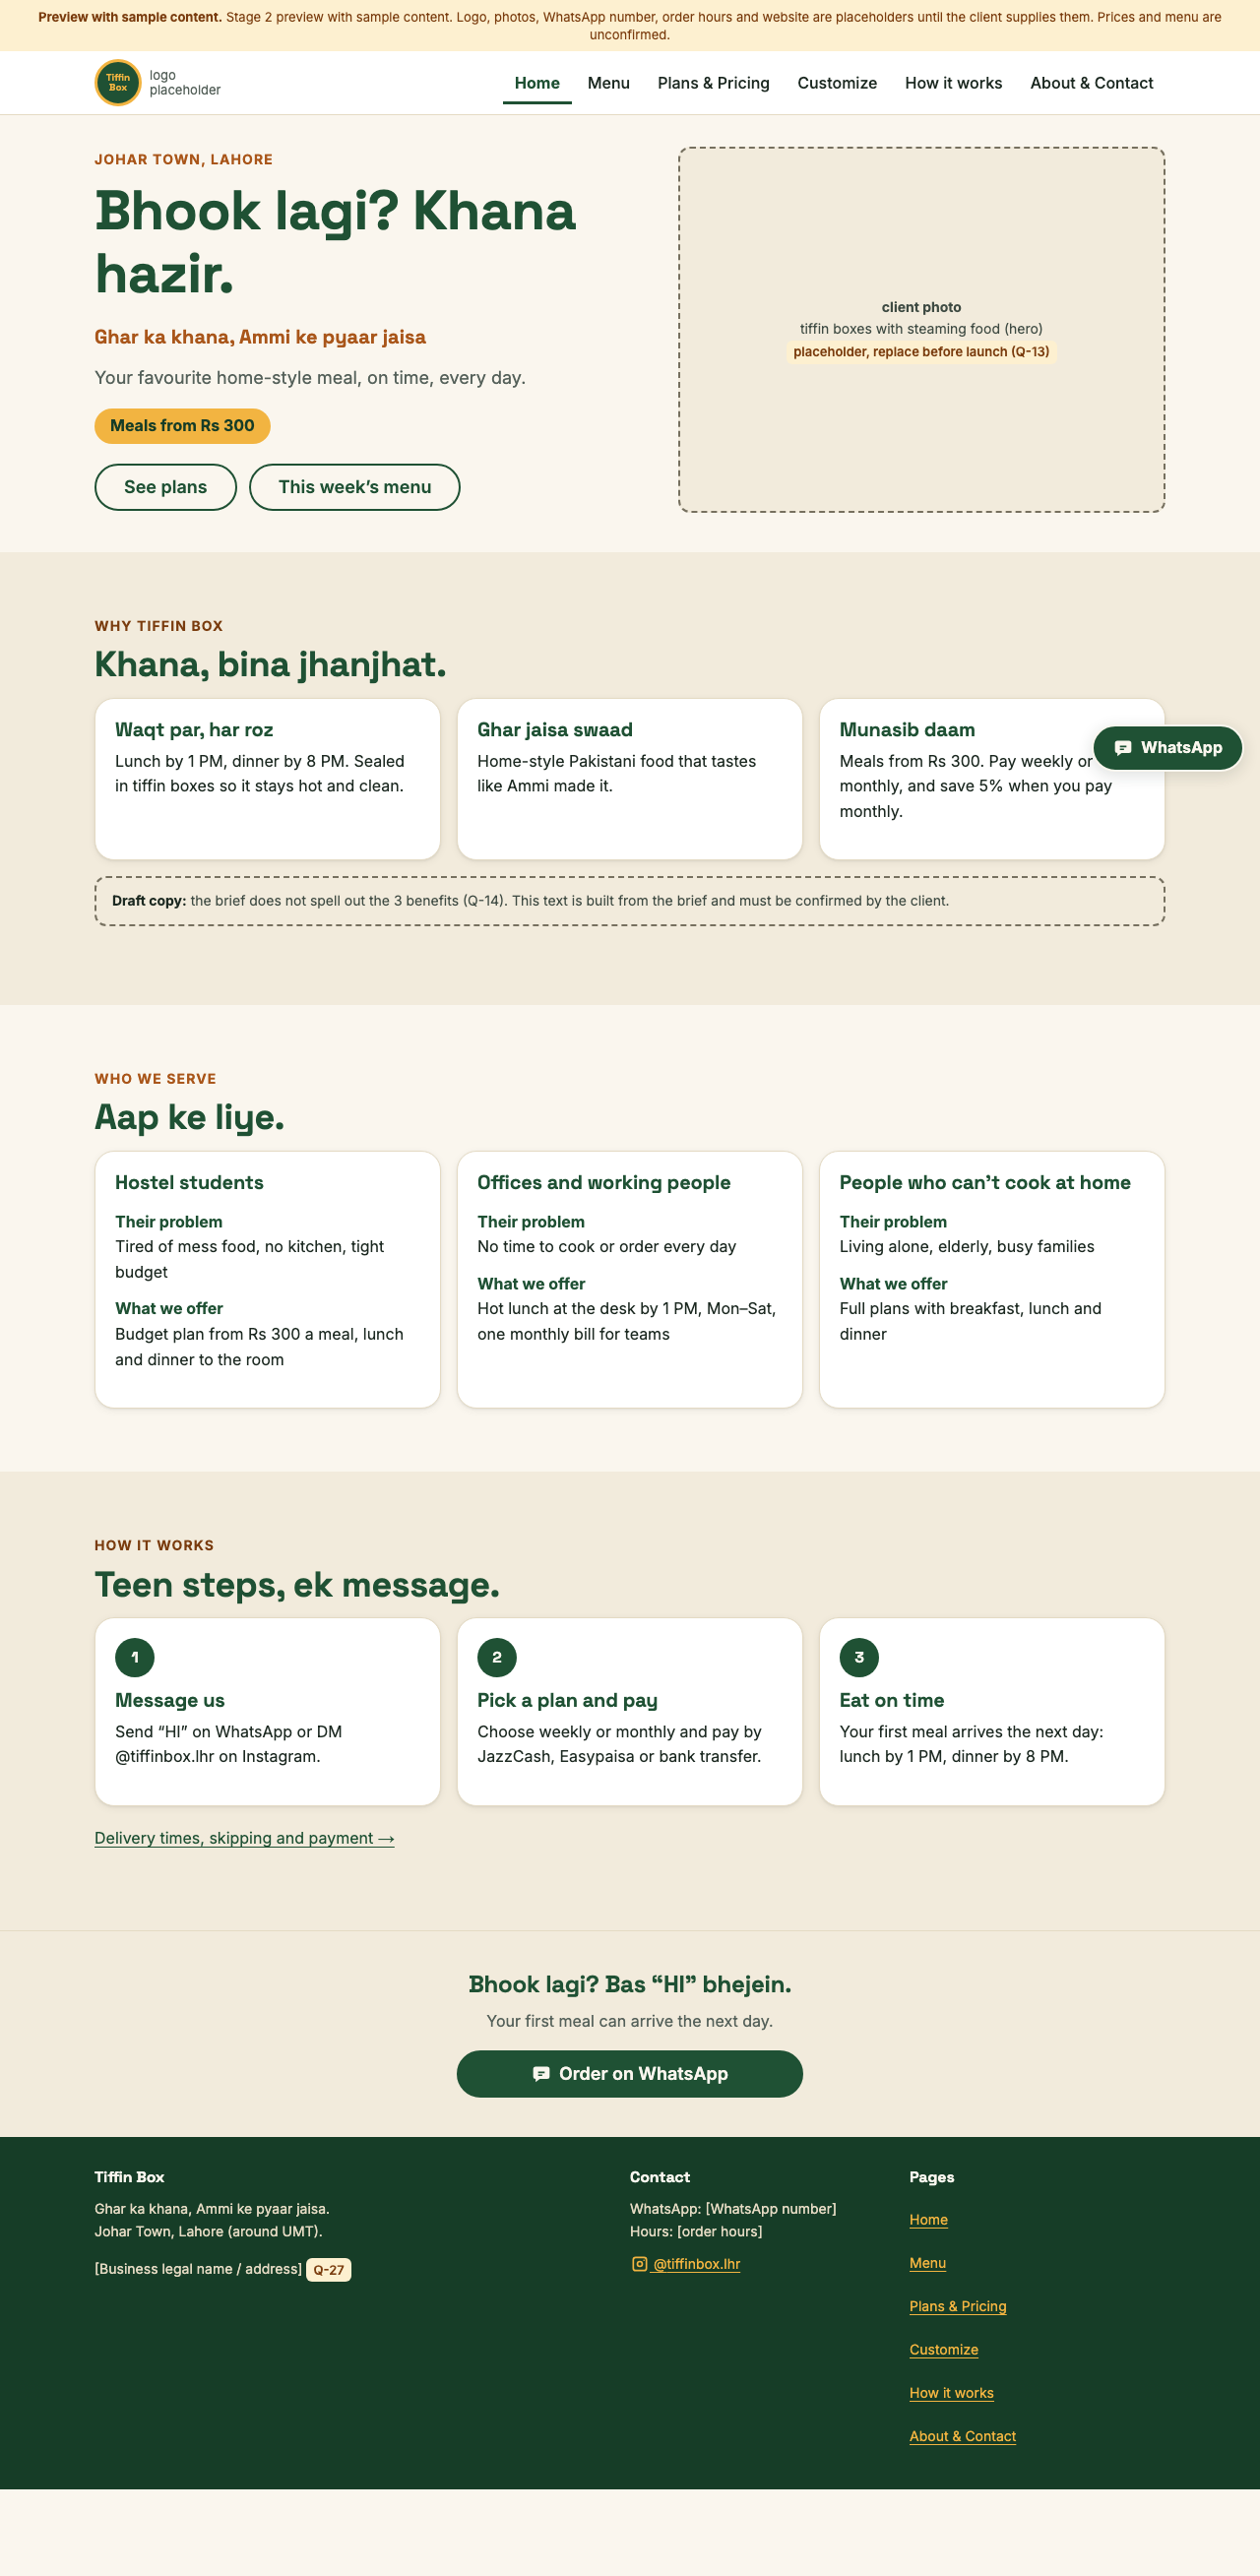 Preview with sample content. Stage 2 preview with sample content. Logo, photos, WhatsApp number, order hours and website are placeholders until the client supplies them. Prices and menu are
unconfirmed.
Tiffin
Box
logo
placeholder
Home
Menu
Plans & Pricing
Customize
How it works
About & Contact
JOHAR TOWN, LAHORE
Bhook lagi? Khana
hazir.
Ghar ka khana, Ammi ke pyaar jaisa
Your favourite home-style meal, on time, every day.
Meals from Rs 300
See plans
This week’s menu
client photo
tiffin boxes with steaming food (hero)
placeholder, replace before launch (Q-13)
WHY TIFFIN BOX
Khana, bina jhanjhat.
Waqt par, har roz
Lunch by 1 PM, dinner by 8 PM. Sealed
in tiffin boxes so it stays hot and clean.
Ghar jaisa swaad
Home-style Pakistani food that tastes
like Ammi made it.
Munasib daam
Meals from Rs 300. Pay weekly or
monthly, and save 5% when you pay
monthly.
WhatsApp
Draft copy: the brief does not spell out the 3 benefits (Q-14). This text is built from the brief and must be confirmed by the client.
WHO WE SERVE
Aap ke liye.
Hostel students
Their problem
Tired of mess food, no kitchen, tight
budget
What we offer
Budget plan from Rs 300 a meal, lunch
and dinner to the room
Offices and working people
Their problem
No time to cook or order every day
What we offer
Hot lunch at the desk by 1 PM, Mon–Sat,
one monthly bill for teams
People who can’t cook at home
Their problem
Living alone, elderly, busy families
What we offer
Full plans with breakfast, lunch and
dinner
HOW IT WORKS
Teen steps, ek message.
1
Message us
Send “HI” on WhatsApp or DM
@tiffinbox.lhr on Instagram.
2
Pick a plan and pay
Choose weekly or monthly and pay by
JazzCash, Easypaisa or bank transfer.
3
Eat on time
Your first meal arrives the next day:
lunch by 1 PM, dinner by 8 PM.
Delivery times, skipping and payment →
Bhook lagi? Bas “HI” bhejein.
Your first meal can arrive the next day.
Order on WhatsApp
Tiffin Box
Ghar ka khana, Ammi ke pyaar jaisa.
Johar Town, Lahore (around UMT).
[Business legal name / address] Q-27
Contact
WhatsApp: [WhatsApp number]
Hours: [order hours]
@tiffinbox.lhr
Pages
Home
Menu
Plans & Pricing
Customize
How it works
About & Contact